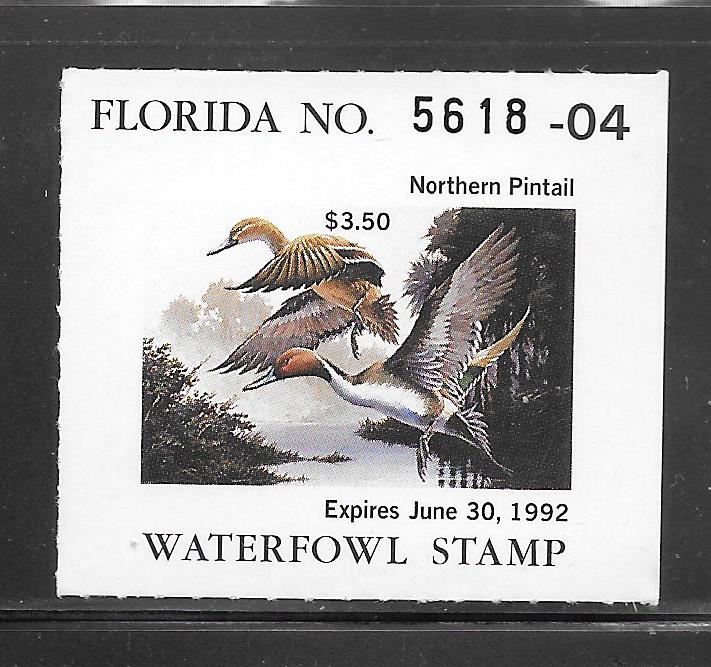 FLORIDA NO. 5618 -04
Northern Pintail
$3.50
Expires June 30, 1992
WATERFOWL STAMP